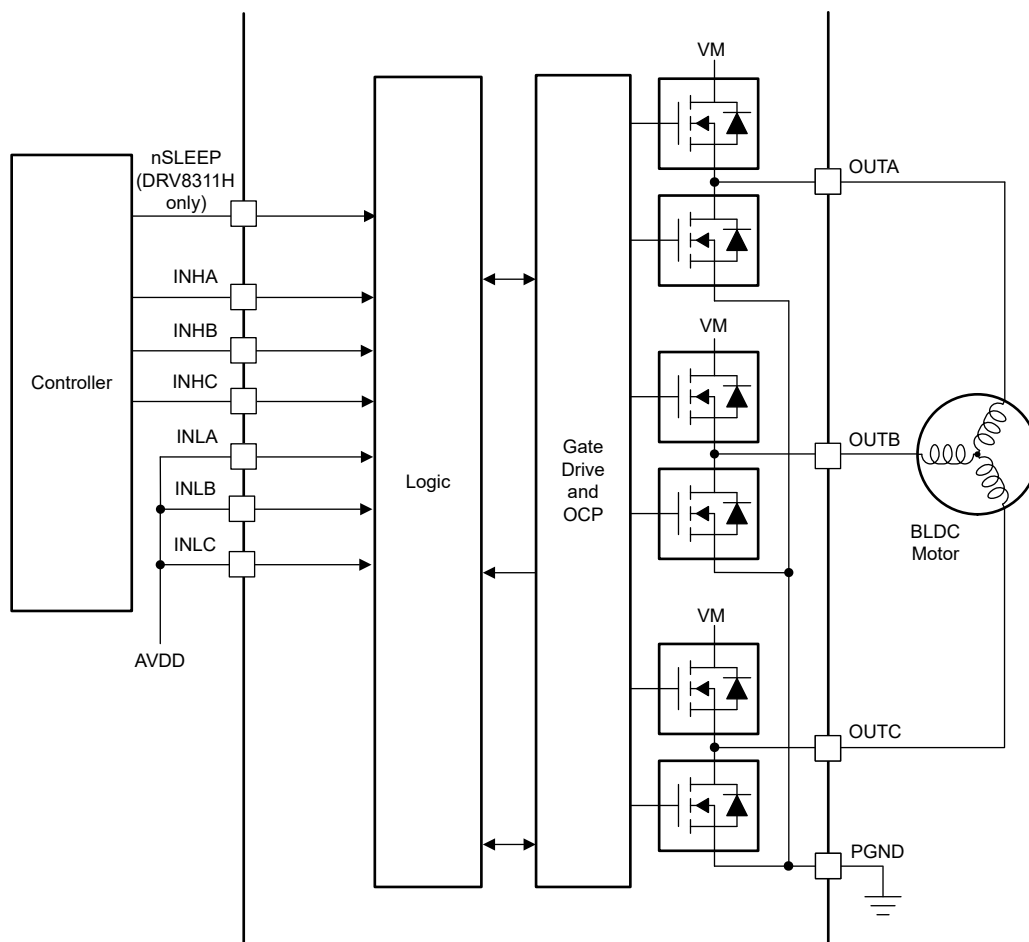 VM
nSLEEP
(DRV8311H
only)
OUTA
INHA
INHB
INHC
VM
Controller
INLA
INLB
INLC
Logic
Gate
Drive
and
OCP
OUTB
BLDC
Motor
AVDD
VM
OUTC
PGND